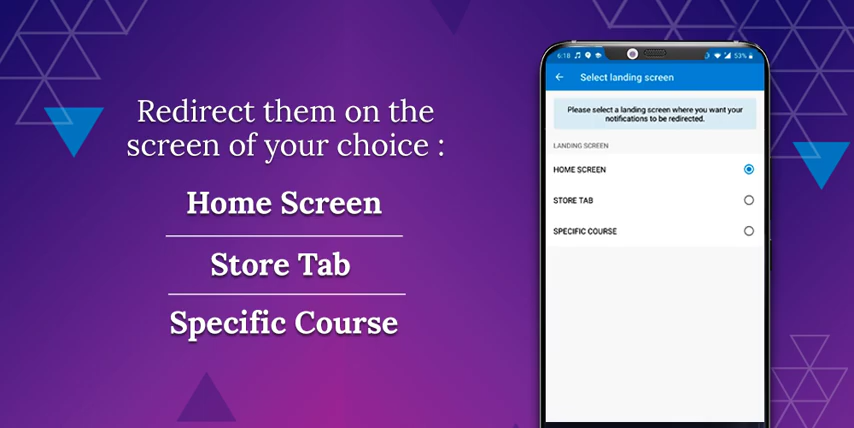 Redirect them on the
screen of your choice :
Home Screen
Store Tab
Specific Course
6:18
53%
Select landing screen
Please select a landing screen where you want your
notifications to be redirected.
LANDING SCREEN
HOME SCREEN
STORE TAB
SPECIFIC COURSE